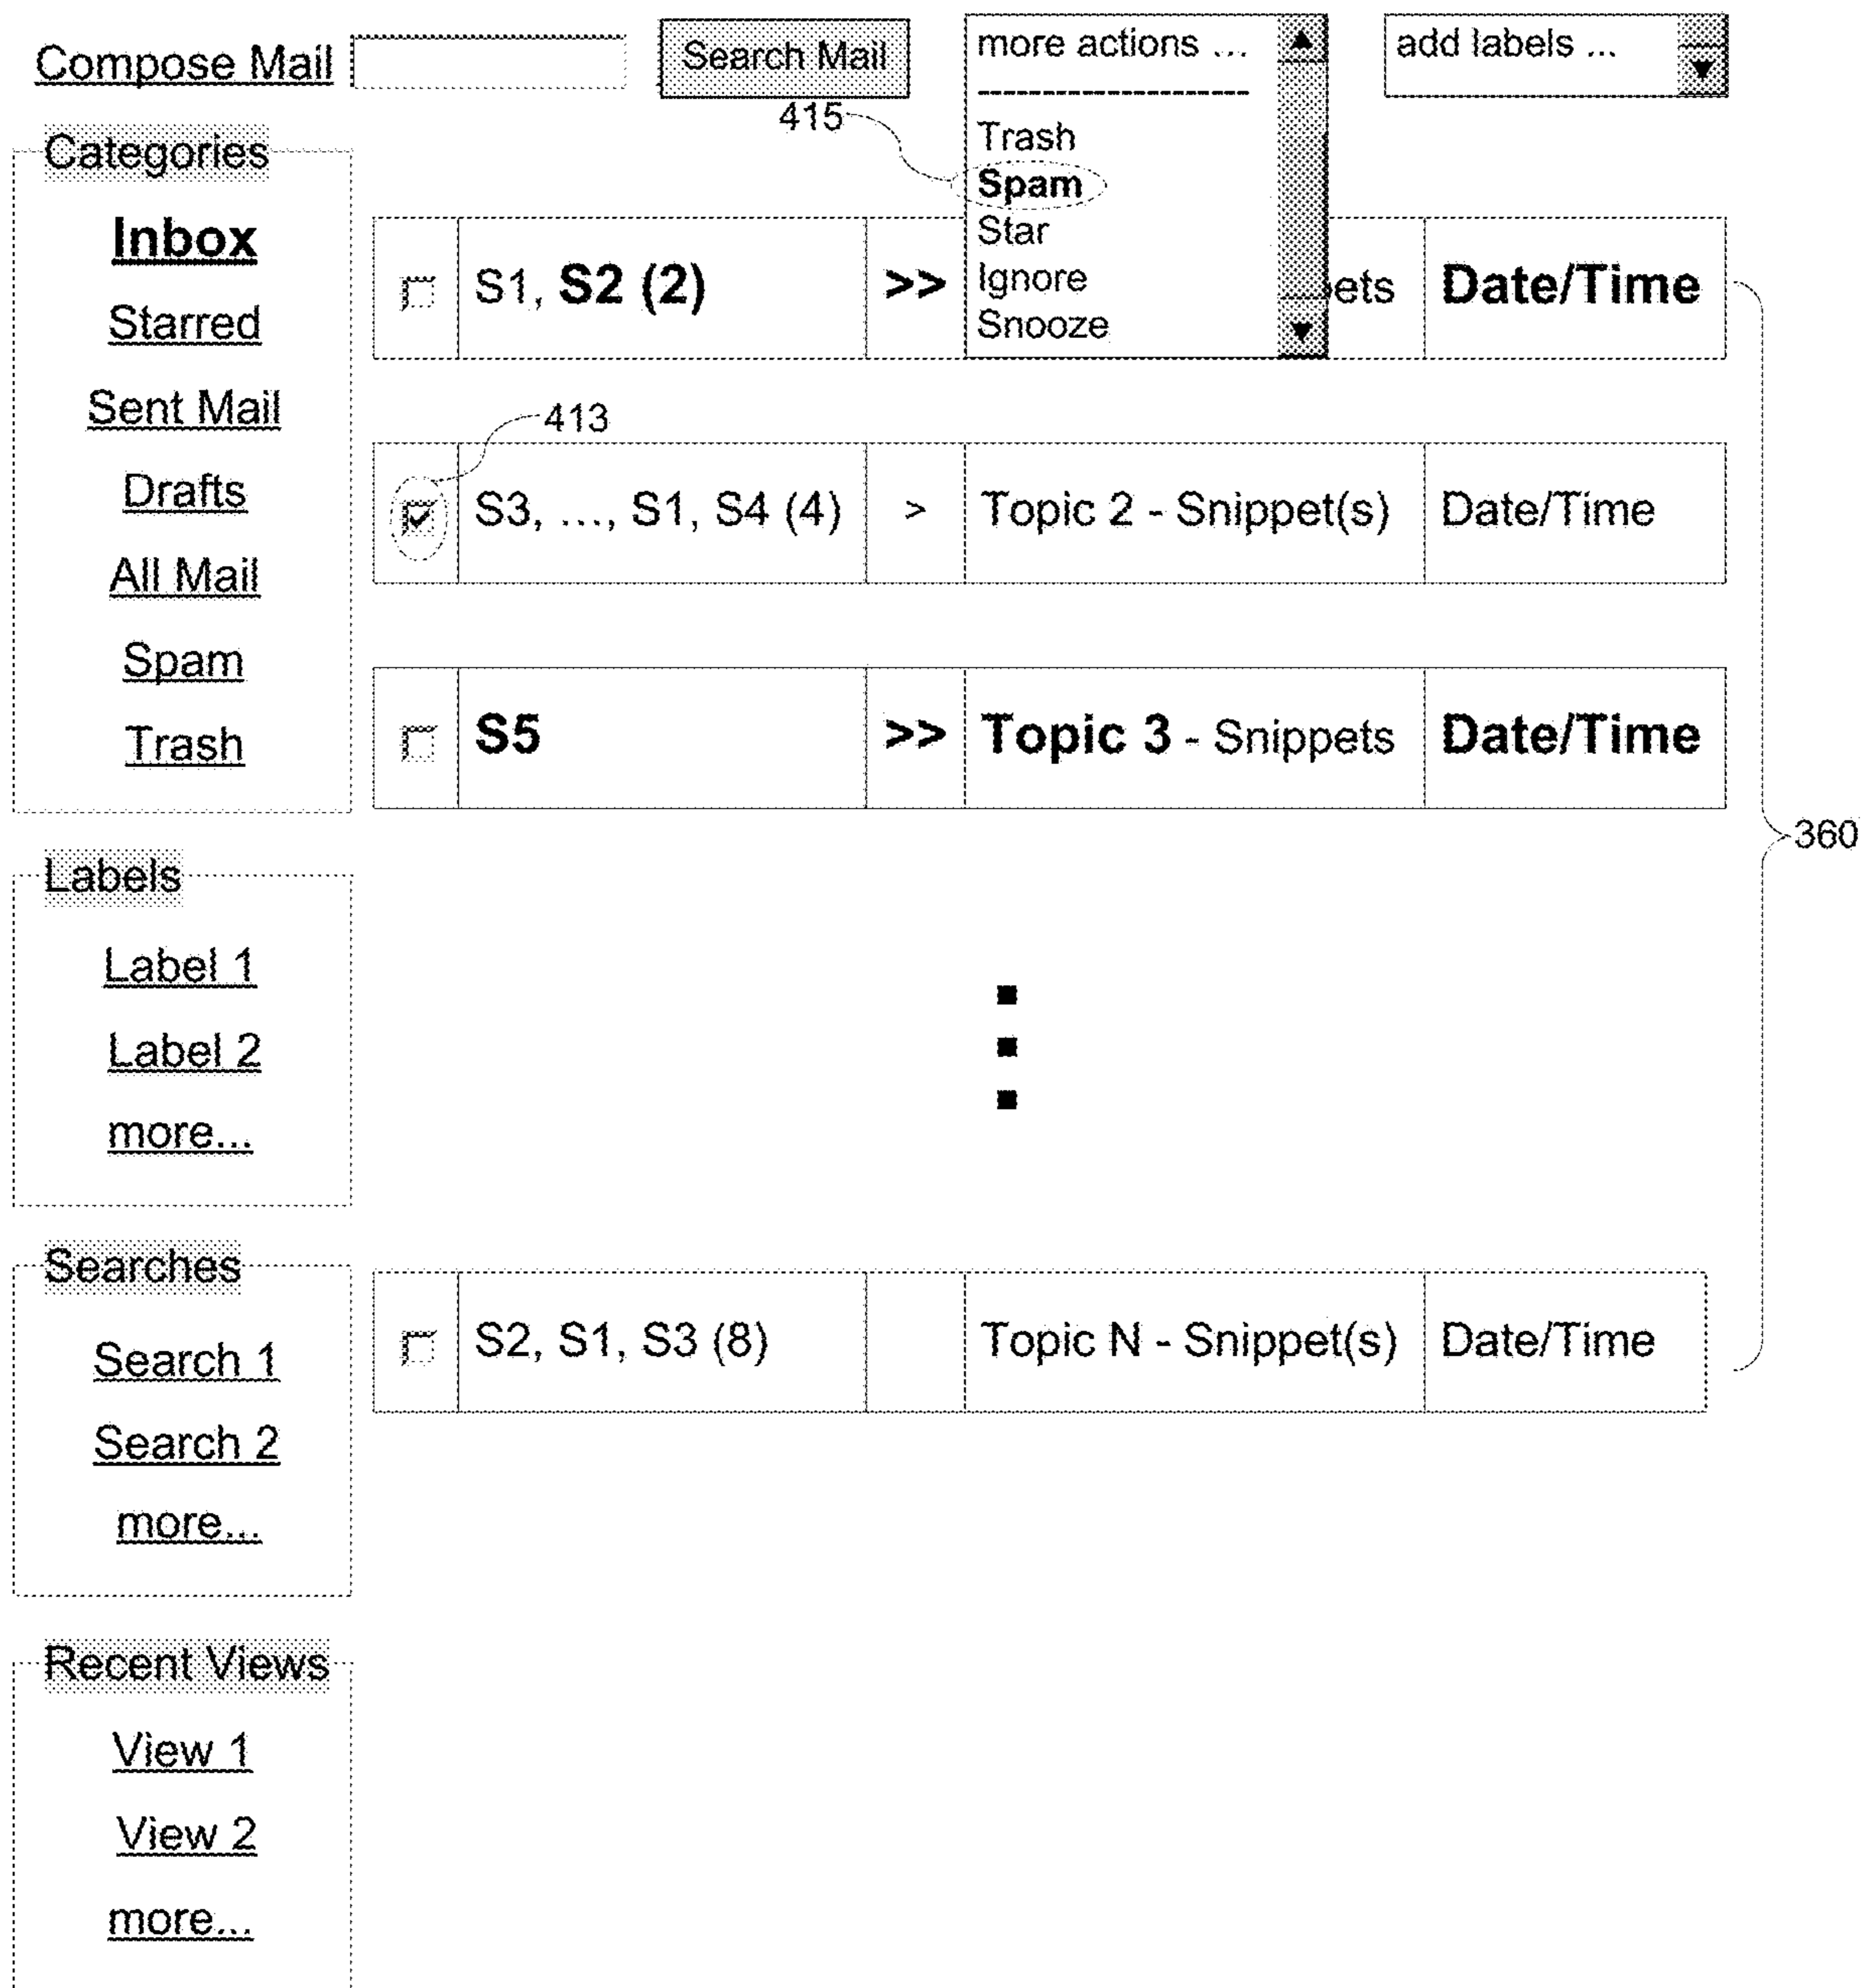 Compose Mail
Search Mail
more actions ...
--------------------
Trash
Spam
Star
Ignore
Snooze
add labels ...
415
Categories
Inbox
Starred
Sent Mail
Drafts
All Mail
Spam
Trash
S1, S2 (2) >> ets Date/Time
413
S3, ..., S1, S4 (4) > Topic 2 - Snippet(s) Date/Time
S5 >> Topic 3 - Snippets Date/Time
360
Labels
Label 1
Label 2
more...
Searches
Search 1
Search 2
more...
S2, S1, S3 (8) Topic N - Snippet(s) Date/Time
Recent Views
View 1
View 2
more...